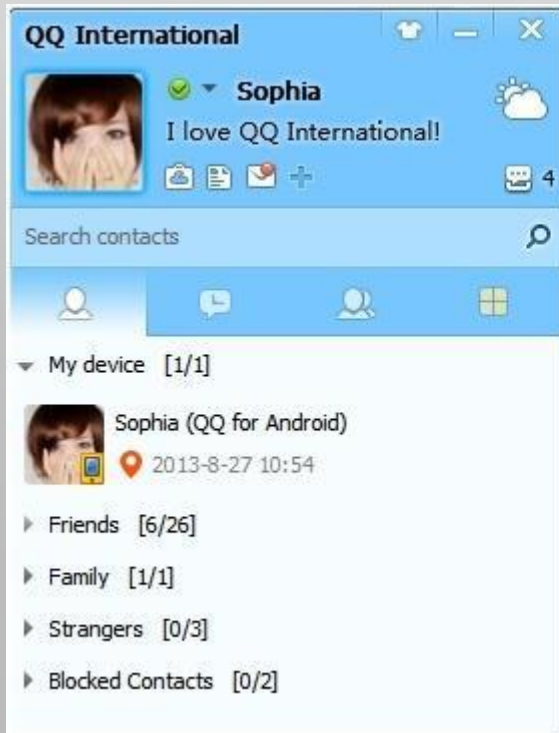 QQ International
Sophia
I love QQ International!
4
Search contacts
My device [1/1]
Sophia (QQ for Android)
2013-8-27 10:54
Friends [6/26]
Family [1/1]
Strangers [0/3]
Blocked Contacts [0/2]